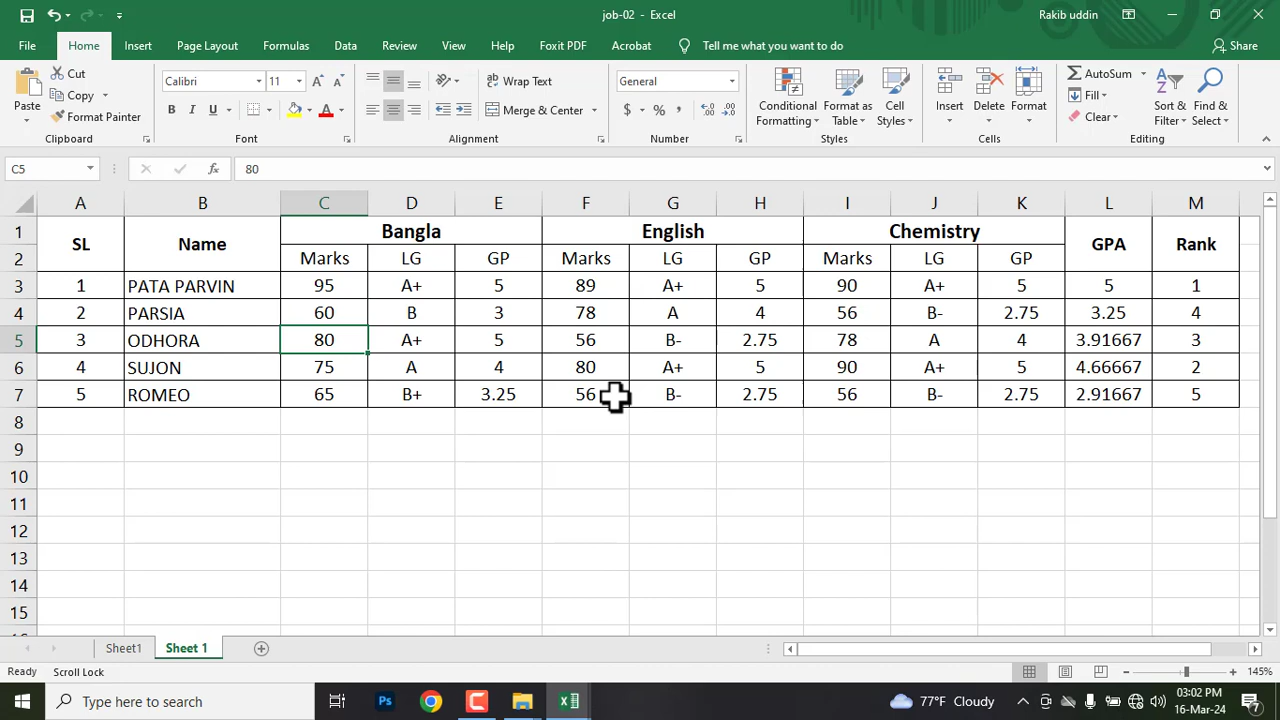 job-02 - Excel
Rakib uddin
File Home Insert Page Layout Formulas Data Review View Help Foxit PDF Acrobat Tell me what you want to do Share
Paste
Cut
Copy
Format Painter
Clipboard
Calibri 11
B I U
Font
Wrap Text
Merge & Center
Alignment
General
$ % ,
Number
Conditional Formatting
Format as Table
Cell Styles
Styles
Insert Delete Format
Cells
AutoSum
Fill
Clear
Sort & Filter
Find & Select
Editing
C5 fx 80
A B C D E F G H I J K L M
1 SL Name Bangla English Chemistry GPA Rank
2 Marks LG GP Marks LG GP Marks LG GP
3 1 PATA PARVIN 95 A+ 5 89 A+ 5 90 A+ 5 5 1
4 2 PARSIA 60 B 3 78 A 4 56 B- 2.75 3.25 4
5 3 ODHORA 80 A+ 5 56 B- 2.75 78 A 4 3.91667 3
6 4 SUJON 75 A 4 80 A+ 5 90 A+ 5 4.66667 2
7 5 ROMEO 65 B+ 3.25 56 B- 2.75 56 B- 2.75 2.91667 5
8
9
10
11
12
13
14
15
Sheet1 Sheet 1
Ready Scroll Lock 145%
Type here to search
Ps
77°F Cloudy
03:02 PM
16-Mar-24
7